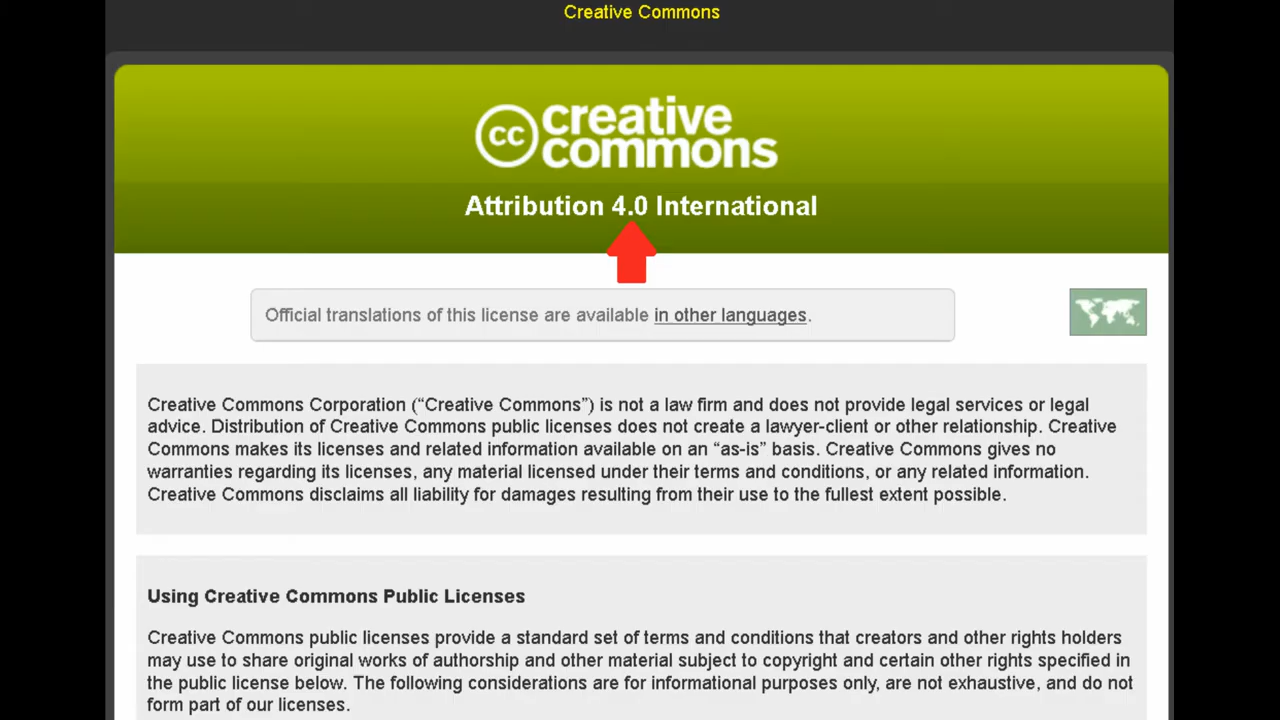 Creative Commons
cc creative
commons
Attribution 4.0 International
Official translations of this license are available in other languages.
Creative Commons Corporation (“Creative Commons”) is not a law firm and does not provide legal services or legal
advice. Distribution of Creative Commons public licenses does not create a lawyer-client or other relationship. Creative
Commons makes its licenses and related information available on an “as-is” basis. Creative Commons gives no
warranties regarding its licenses, any material licensed under their terms and conditions, or any related information.
Creative Commons disclaims all liability for damages resulting from their use to the fullest extent possible.
Using Creative Commons Public Licenses
Creative Commons public licenses provide a standard set of terms and conditions that creators and other rights holders
may use to share original works of authorship and other material subject to copyright and certain other rights specified in
the public license below. The following considerations are for informational purposes only, are not exhaustive, and do not
form part of our licenses.